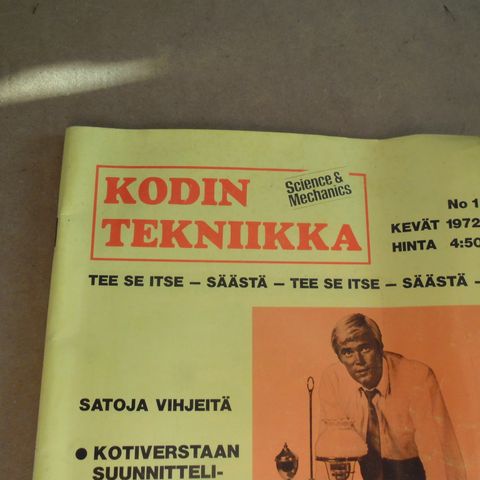 KODIN
TEKNIIKKA
Science &
Mechanics
No 1
KEVÄT 1972
HINTA 4:50
TEE SE ITSE – SÄÄSTÄ – TEE SE ITSE – SÄÄSTÄ –
SATOJA VIHJEITÄ
● KOTIVERSTAAN
SUUNNITTELI-